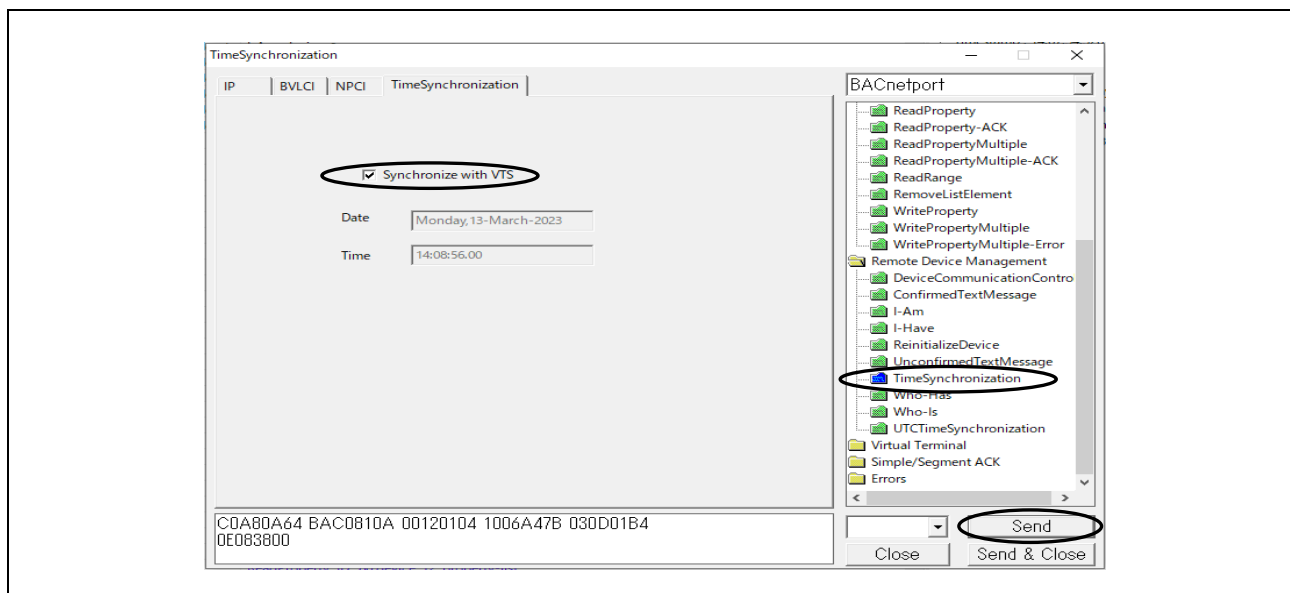 TimeSynchronization
IP BVLCI NPCI TimeSynchronization
Synchronize with VTS
Date Monday,13-March-2023
Time 14:08:56.00
C0A80A64 BAC0810A 00120104 1006A47B 030D01B4
0E083800
BACnetport
ReadProperty
ReadProperty-ACK
ReadPropertyMultiple
ReadPropertyMultiple-ACK
ReadRange
RemoveListElement
WriteProperty
WritePropertyMultiple
WritePropertyMultiple-Error
Remote Device Management
DeviceCommunicationContro
ConfirmedTextMessage
I-Am
I-Have
ReinitializeDevice
UnconfirmedTextMessage
TimeSynchronization
Who-Has
Who-Is
UTCTimeSynchronization
Virtual Terminal
Simple/Segment ACK
Errors
Send
Close Send & Close